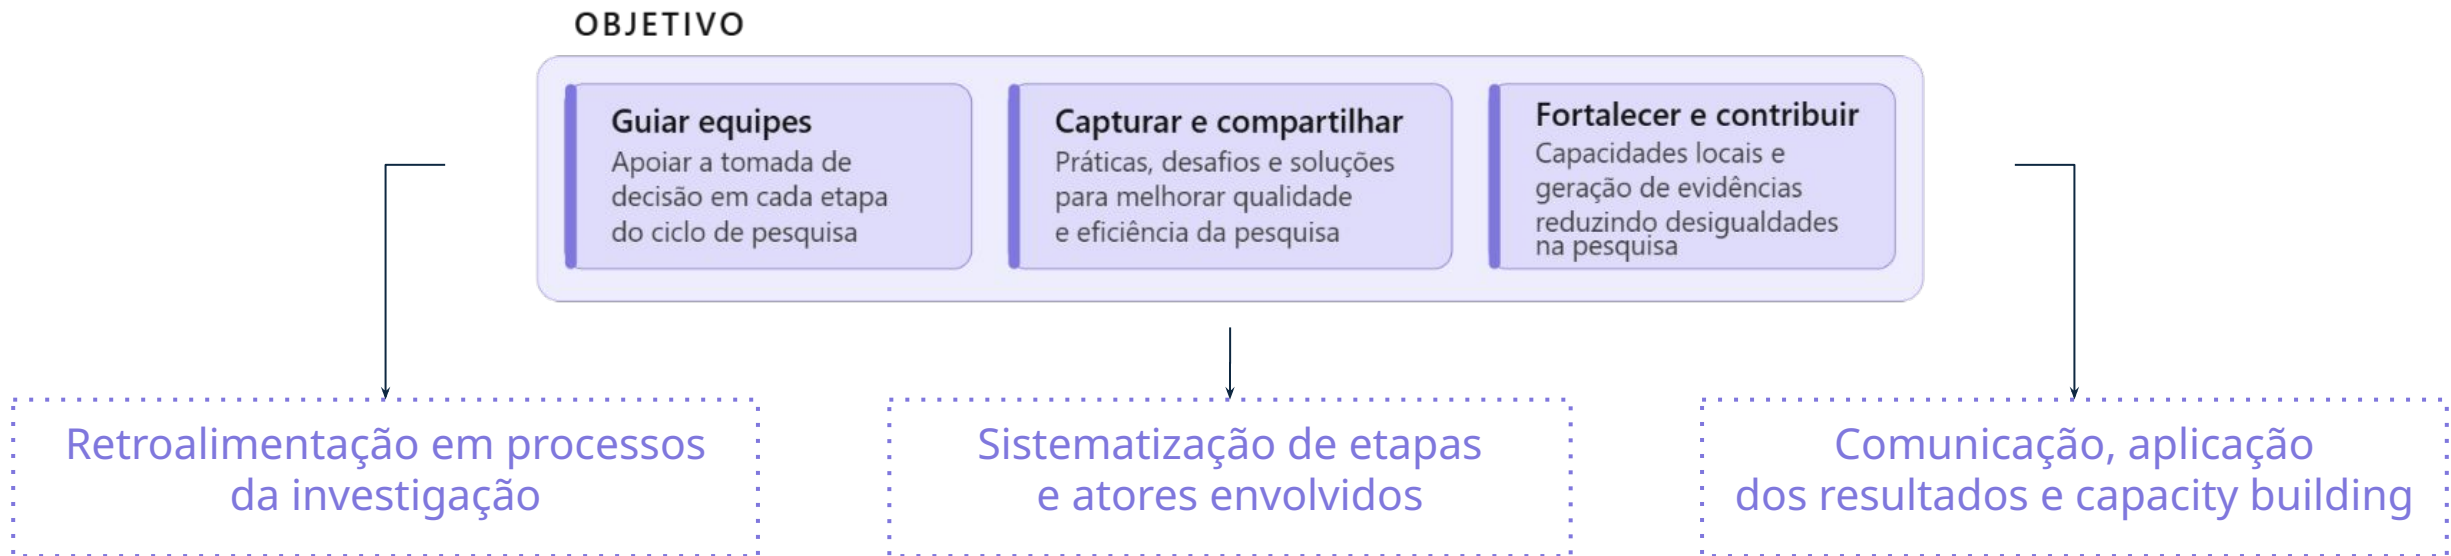 OBJETIVO
Guiar equipes
Apoiar a tomada de
decisão em cada etapa
do ciclo de pesquisa
Capturar e compartilhar
Práticas, desafios e soluções
para melhorar qualidade
e eficiência da pesquisa
Fortalecer e contribuir
Capacidades locais e
geração de evidências
reduzindo desigualdades
na pesquisa
Retroalimentação em processos
da investigação
Sistematização de etapas
e atores envolvidos
Comunicação, aplicação
dos resultados e capacity building